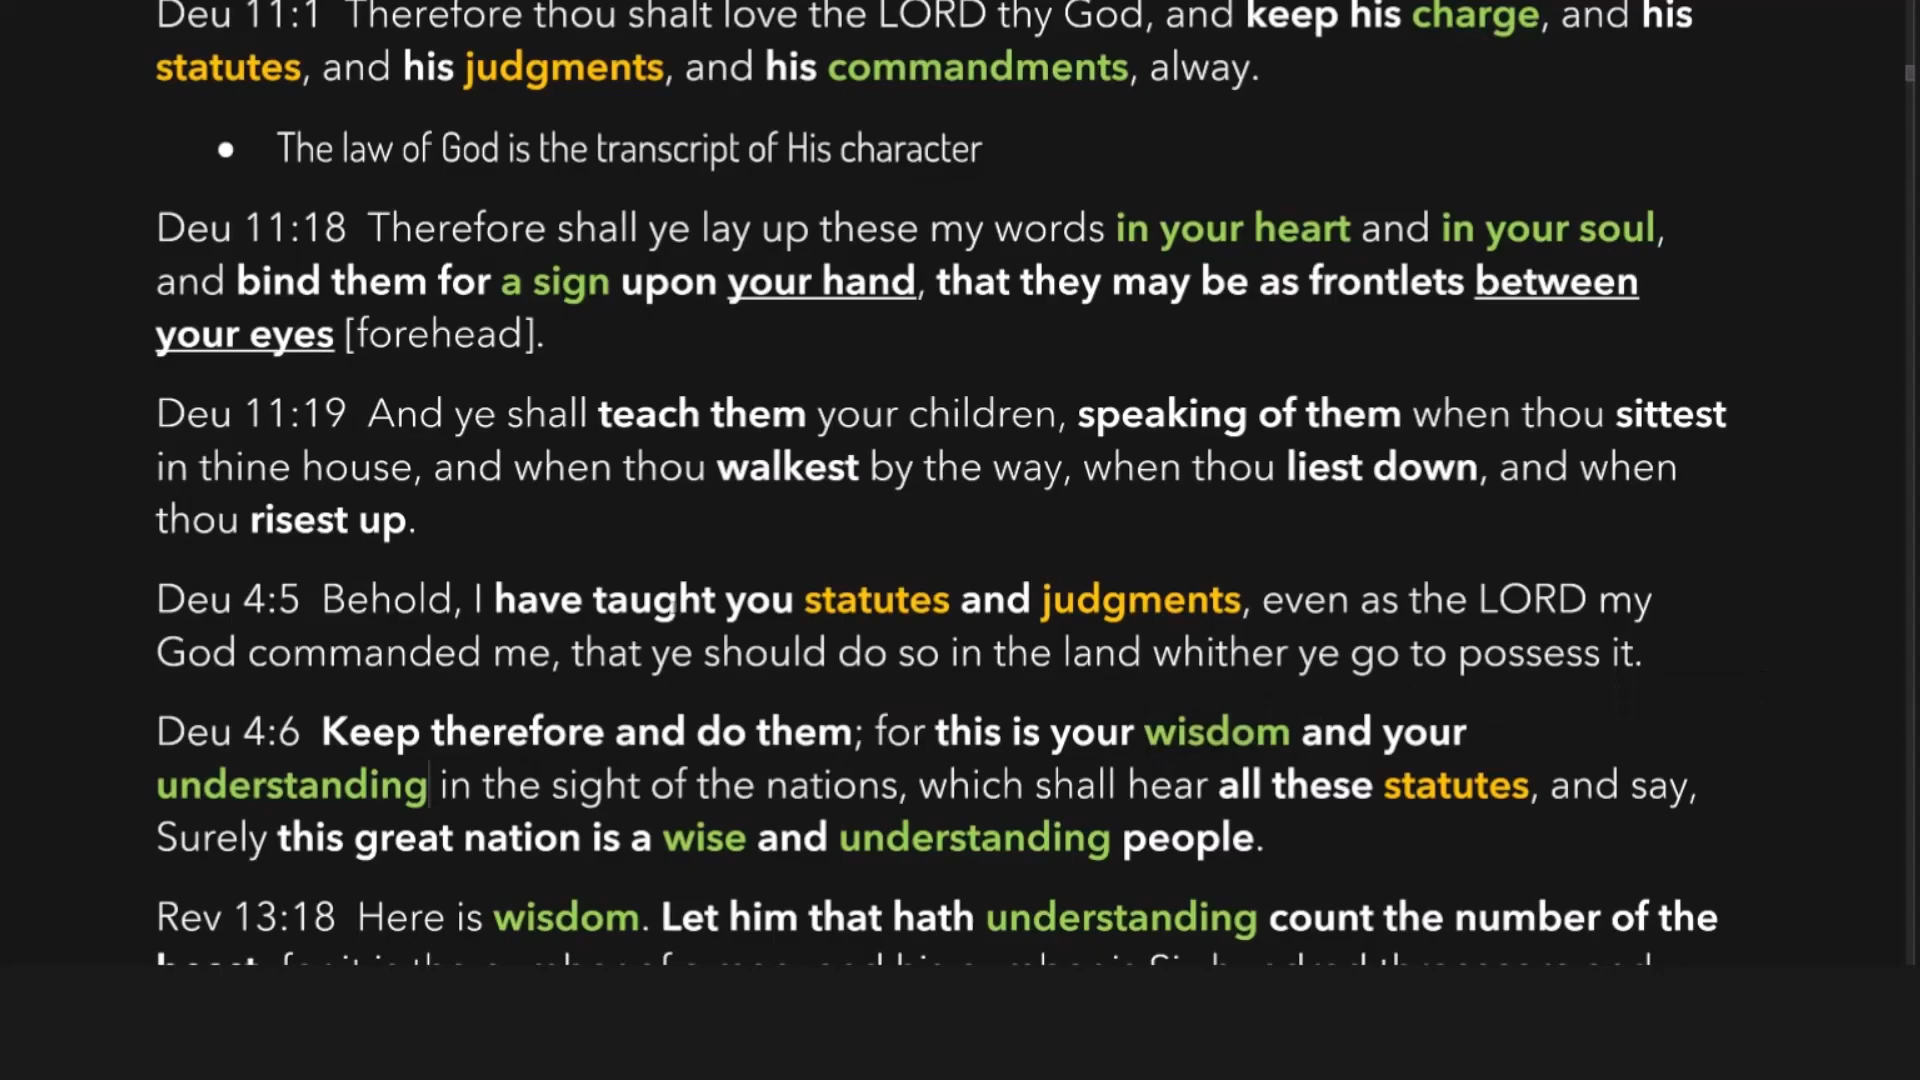 Deu 11:1 Therefore thou shalt love the LORD thy God, and keep his charge, and his
statutes, and his judgments, and his commandments, alway.
• The law of God is the transcript of His character
Deu 11:18 Therefore shall ye lay up these my words in your heart and in your soul,
and bind them for a sign upon your hand, that they may be as frontlets between
your eyes [forehead].
Deu 11:19 And ye shall teach them your children, speaking of them when thou sittest
in thine house, and when thou walkest by the way, when thou liest down, and when
thou risest up.
Deu 4:5 Behold, I have taught you statutes and judgments, even as the LORD my
God commanded me, that ye should do so in the land whither ye go to possess it.
Deu 4:6 Keep therefore and do them; for this is your wisdom and your
understanding in the sight of the nations, which shall hear all these statutes, and say,
Surely this great nation is a wise and understanding people.
Rev 13:18 Here is wisdom. Let him that hath understanding count the number of the